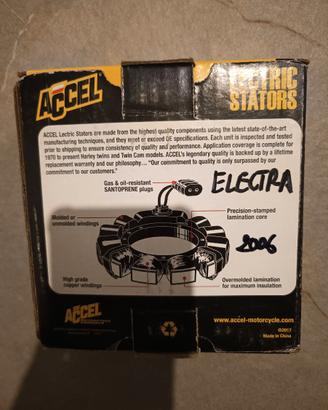 ACCEL
LECTRIC
STATORS
ACCEL Lectric Stators are made from the highest quality components using the latest state-of-the-art
manufacturing techniques, and they meet or exceed OE specifications. Each unit is inspected and tested
prior to shipping to ensure consistency of quality and performance. Application coverage is complete for
1970 to present Harley twins and Twin Cam models. ACCEL's legendary quality is backed up by a lifetime
replacement warranty and our philosophy... "Our commitment to quality is only surpassed by our
commitment to our customers."
Gas & oil-resistant
SANTOPRENE plugs
ELECTRA
Molded or
unmolded windings
Precision-stamped
lamination core
2006
High grade
copper windings
Overmolded lamination
for maximum insulation
ACCEL
www.accel-motorcycle.com
Made in China